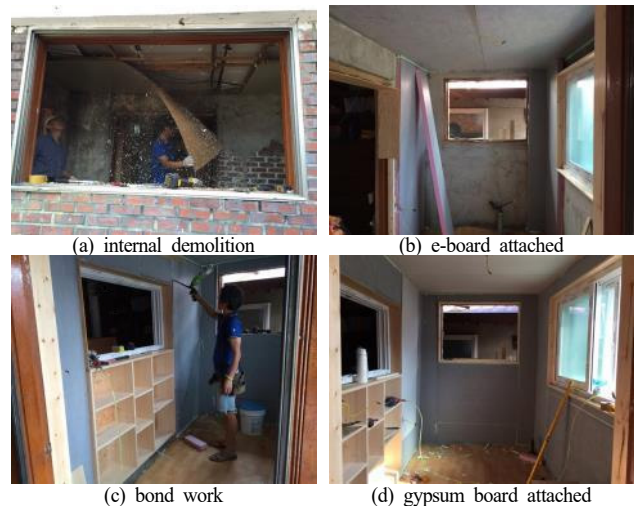 (a) internal demolition
(b) e-board attached
(c) bond work
(d) gypsum board attached